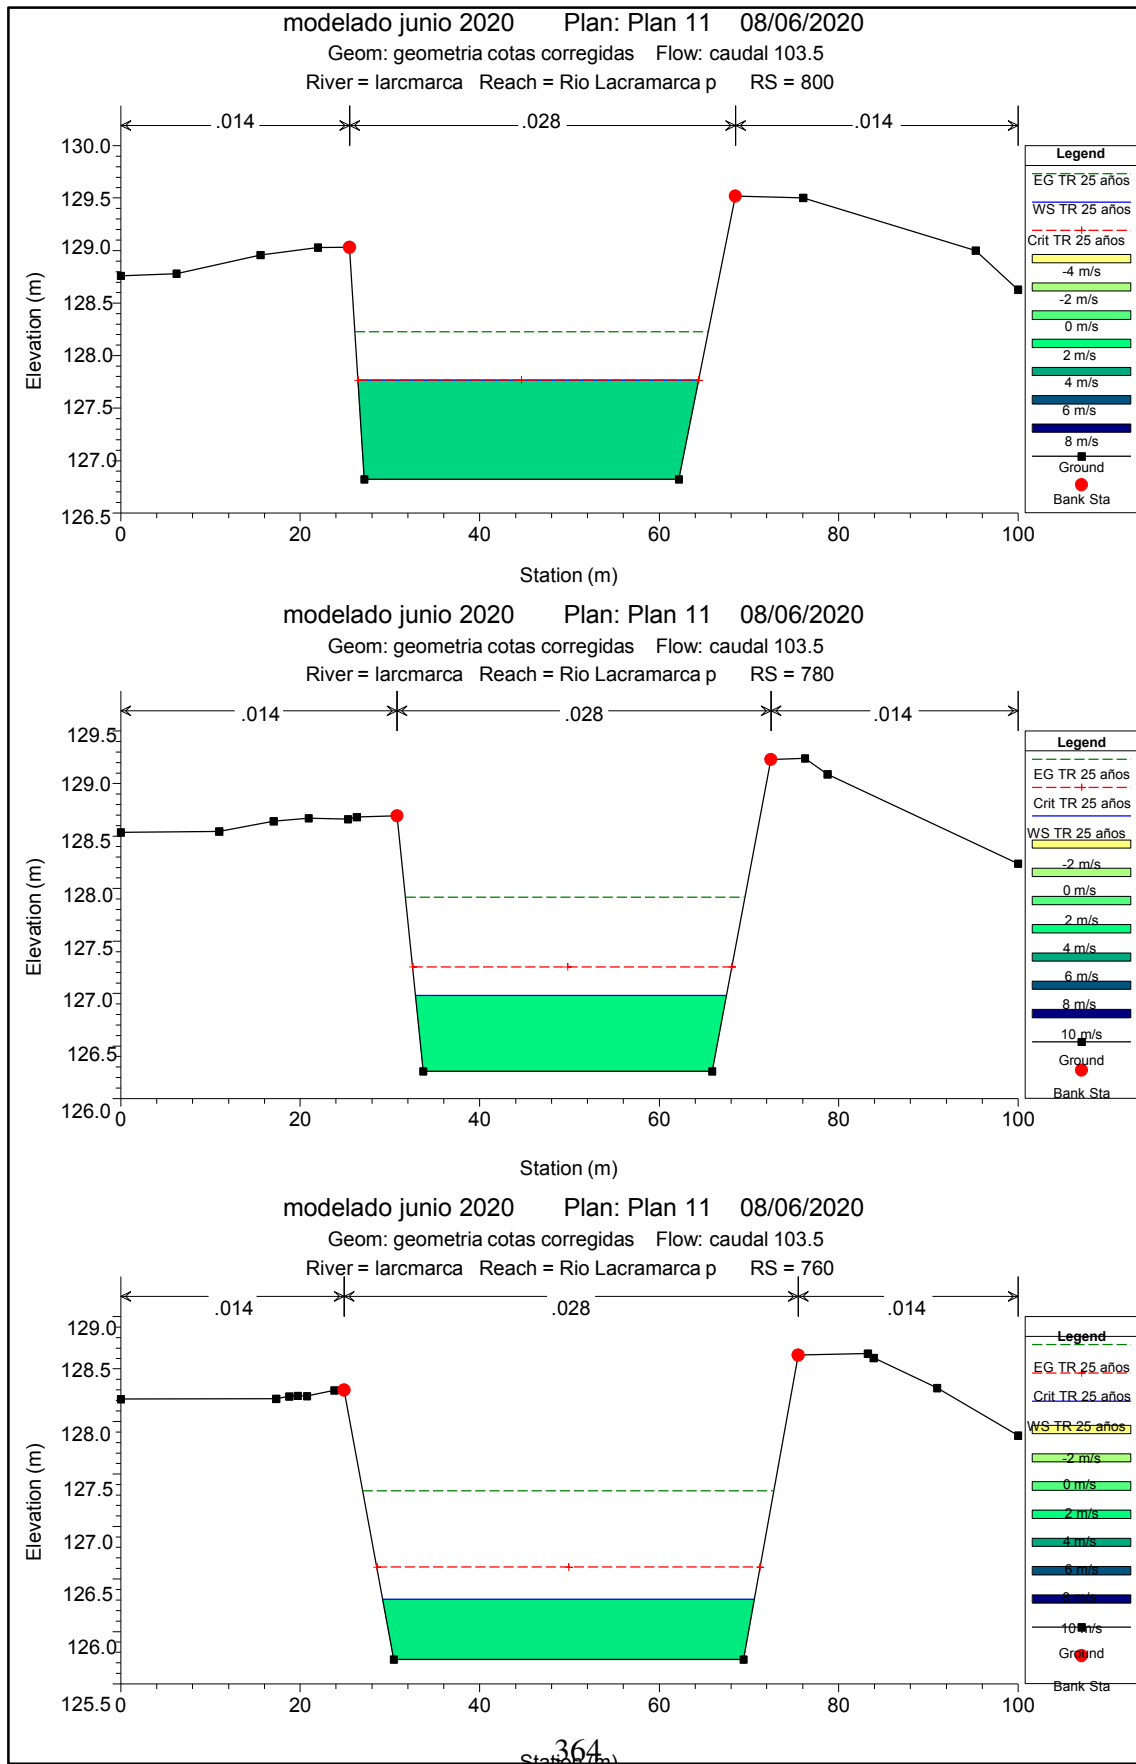 modelado junio 2020 Plan: Plan 11 08/06/2020
Geom: geometria cotas corregidas Flow: caudal 103.5
River = larcmarca Reach = Rio Lacramarca p RS = 800
.014 .028 .014
130.0
129.5
129.0
128.5
128.0
127.5
127.0
126.5
Elevation (m)
0 20 40 60 80 100
Station (m)
Legend
EG TR 25 años
WS TR 25 años
Crit TR 25 años
-4 m/s
-2 m/s
0 m/s
2 m/s
4 m/s
6 m/s
8 m/s
Ground
Bank Sta
modelado junio 2020 Plan: Plan 11 08/06/2020
Geom: geometria cotas corregidas Flow: caudal 103.5
River = larcmarca Reach = Rio Lacramarca p RS = 780
.014 .028 .014
129.5
129.0
128.5
128.0
127.5
127.0
126.5
126.0
Elevation (m)
0 20 40 60 80 100
Station (m)
Legend
EG TR 25 años
Crit TR 25 años
WS TR 25 años
-2 m/s
0 m/s
2 m/s
4 m/s
6 m/s
8 m/s
10 m/s
Ground
Bank Sta
modelado junio 2020 Plan: Plan 11 08/06/2020
Geom: geometria cotas corregidas Flow: caudal 103.5
River = larcmarca Reach = Rio Lacramarca p RS = 760
.014 .028 .014
129.0
128.5
128.0
127.5
127.0
126.5
126.0
125.5
Elevation (m)
0 20 40 60 80 100
Station (m)
Legend
EG TR 25 años
Crit TR 25 años
WS TR 25 años
-2 m/s
0 m/s
2 m/s
4 m/s
6 m/s
8 m/s
10 m/s
Ground
Bank Sta
364